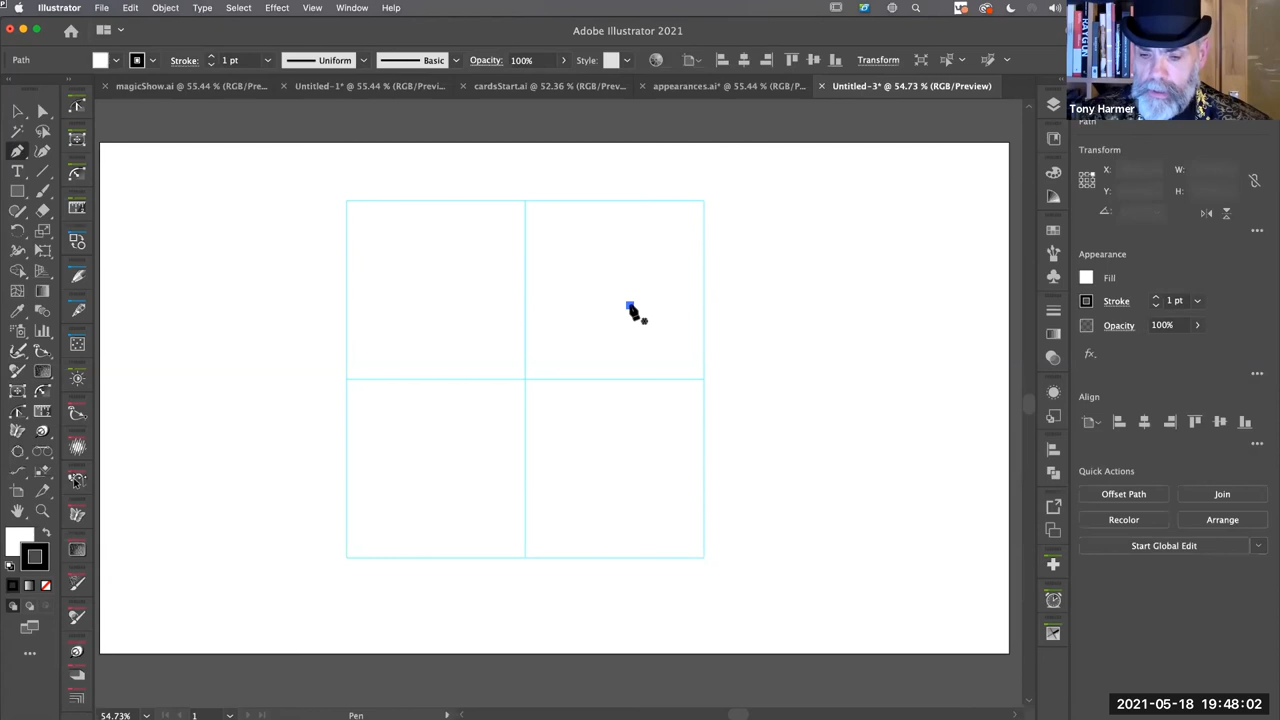 Illustrator File Edit Object Type Select Effect View Window Help
Adobe Illustrator 2021
Path Stroke: 1 pt Uniform Basic Opacity: 100% Style: Transform
magicShow.ai @ 55.44 % (RGB/Pre... Untitled-1* @ 55.44 % (RGB/Previ... cardsStart.ai @ 52.36 % (RGB/Prev... appearances.ai* @ 55.44 % (RGB/P... Untitled-3* @ 54.73 % (RGB/Preview)
RAYGUN
Tony Harmer
Path
Transform
X: W:
Y: H:
Appearance
Fill
Stroke 1 pt
Opacity 100%
fx.
Align
Quick Actions
Offset Path Join
Recolor Arrange
Start Global Edit
2021-05-18 19:48:02
54.73% 1 Pen